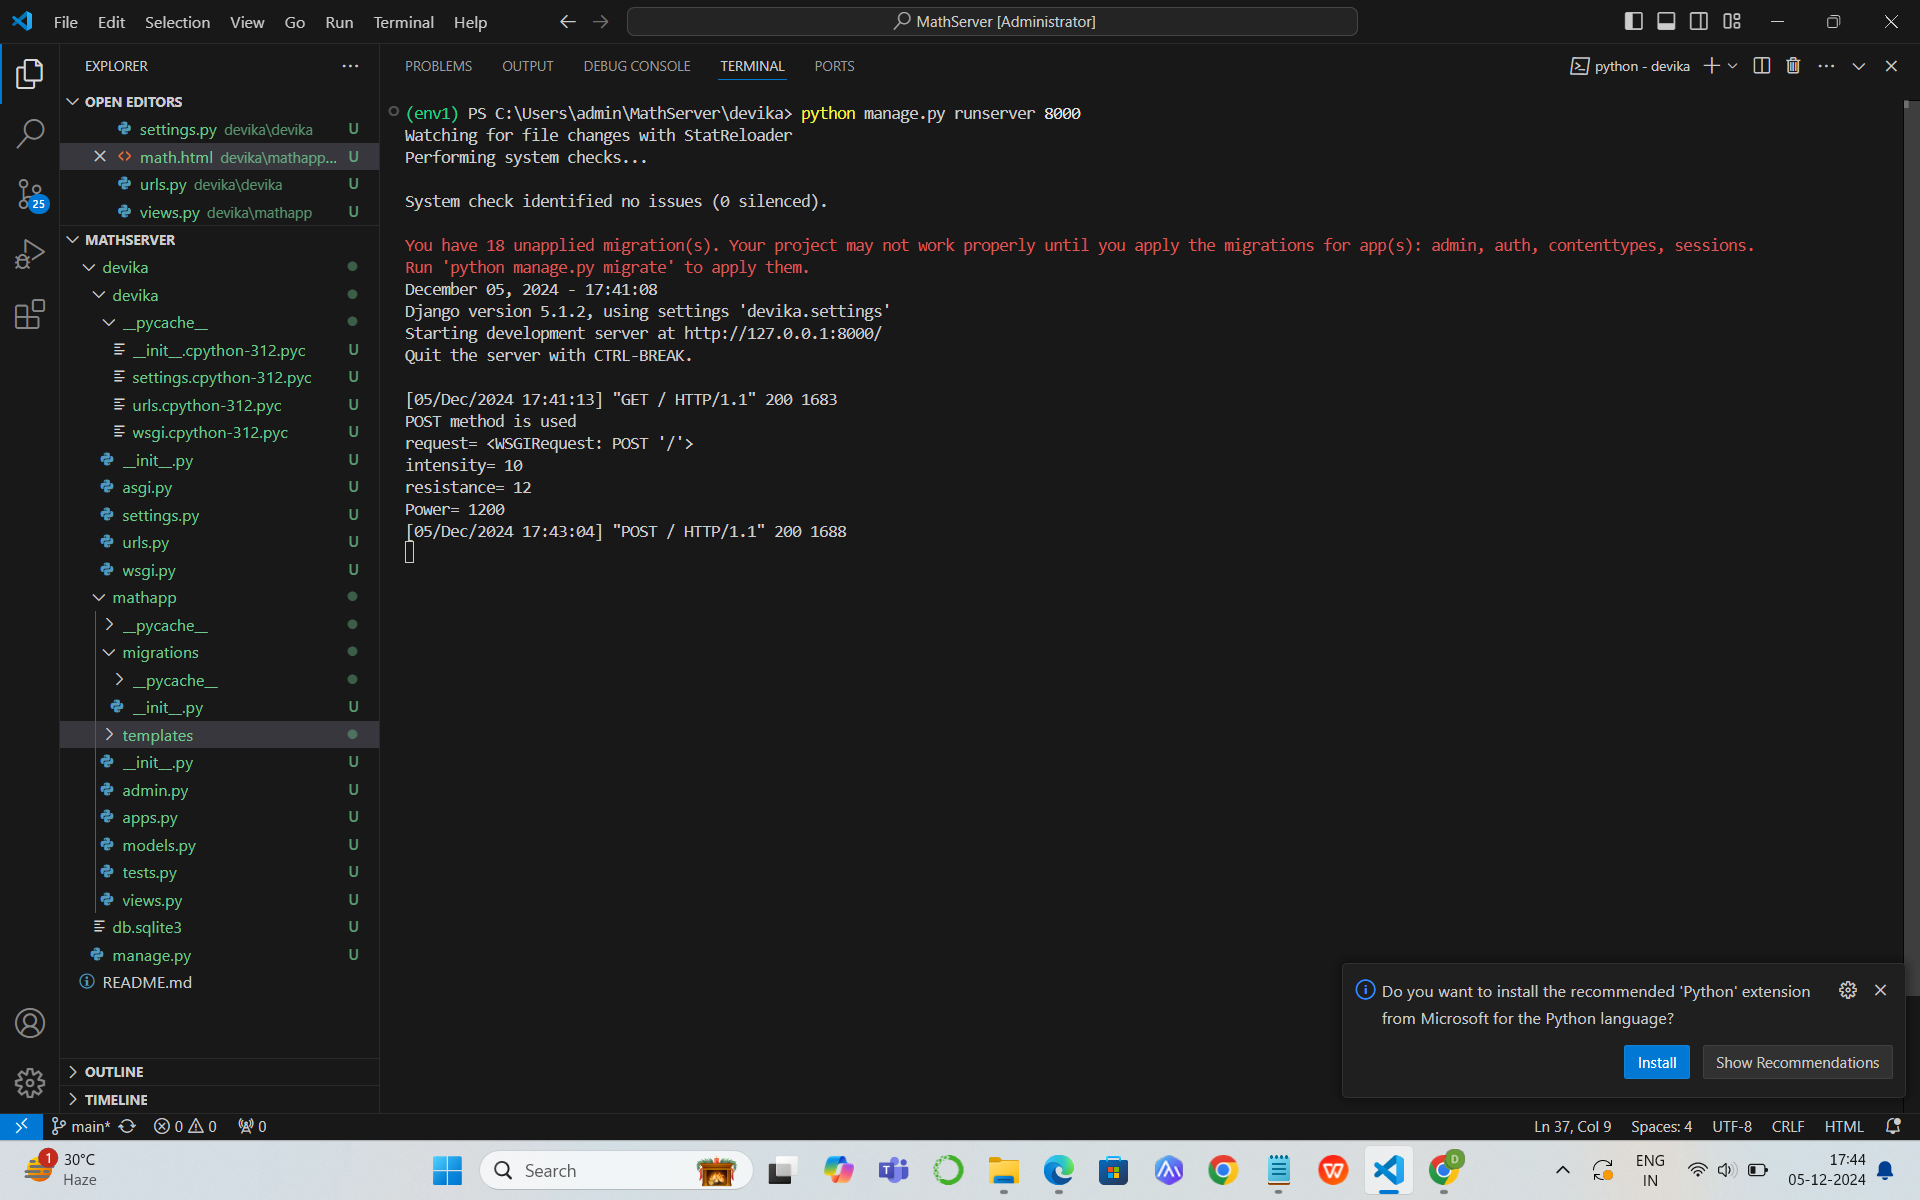 File Edit Selection View Go Run Terminal Help
MathServer [Administrator]
EXPLORER
OPEN EDITORS
settings.py devika\devika U
math.html devika\mathapp... U
urls.py devika\devika U
views.py devika\mathapp U
MATHSERVER
devika
devika
__pycache__
__init__.cpython-312.pyc U
settings.cpython-312.pyc U
urls.cpython-312.pyc U
wsgi.cpython-312.pyc U
__init__.py U
asgi.py U
settings.py U
urls.py U
wsgi.py U
mathapp
__pycache__
migrations
__pycache__
__init__.py U
templates
__init__.py U
admin.py U
apps.py U
models.py U
tests.py U
views.py U
db.sqlite3 U
manage.py U
README.md
OUTLINE
TIMELINE
25
PROBLEMS OUTPUT DEBUG CONSOLE TERMINAL PORTS
python - devika
(env1) PS C:\Users\admin\MathServer\devika> python manage.py runserver 8000
Watching for file changes with StatReloader
Performing system checks...
System check identified no issues (0 silenced).
You have 18 unapplied migration(s). Your project may not work properly until you apply the migrations for app(s): admin, auth, contenttypes, sessions.
Run 'python manage.py migrate' to apply them.
December 05, 2024 - 17:41:08
Django version 5.1.2, using settings 'devika.settings'
Starting development server at http://127.0.0.1:8000/
Quit the server with CTRL-BREAK.
[05/Dec/2024 17:41:13] "GET / HTTP/1.1" 200 1683
POST method is used
request= <WSGIRequest: POST '/'>
intensity= 10
resistance= 12
Power= 1200
[05/Dec/2024 17:43:04] "POST / HTTP/1.1" 200 1688
Do you want to install the recommended 'Python' extension
from Microsoft for the Python language?
Install Show Recommendations
main* 0 0 0
Ln 37, Col 9 Spaces: 4 UTF-8 CRLF HTML
1
30°C
Haze
Search
D
ENG
IN
17:44
05-12-2024